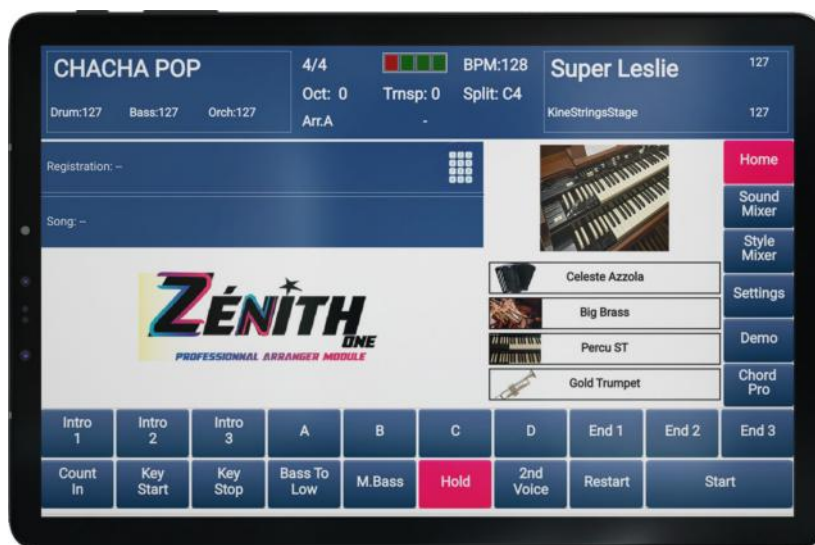 CHACHA POP
Drum:127 Bass:127 Orch:127
4/4 BPM:128
Oct: 0 Trnsp: 0 Split: C4
Arr.A -
Super Leslie 127
KineStringsStage 127
Registration: –
Song: –
Home
Sound
Mixer
Style
Mixer
Settings
Demo
Chord
Pro
ZÉNITH
ONE
PROFESSIONNAL ARRANGER MODULE
Celeste Azzola
Big Brass
Percu ST
Gold Trumpet
Intro
1
Intro
2
Intro
3
A
B
C
D
End 1
End 2
End 3
Count
In
Key
Start
Key
Stop
Bass To
Low
M.Bass
Hold
2nd
Voice
Restart
Start